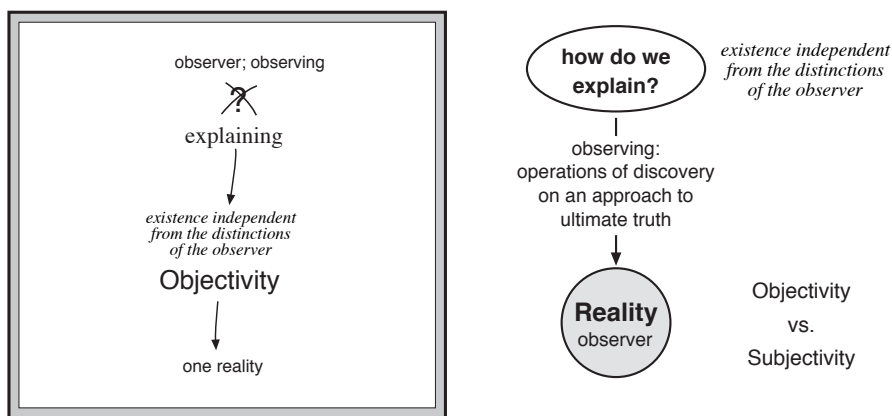 observer; observing
?
explaining
existence independent
from the distinctions
of the observer
Objectivity
one reality
how do we
explain?
existence independent
from the distinctions
of the observer
observing:
operations of discovery
on an approach to
ultimate truth
Reality
observer
Objectivity
vs.
Subjectivity